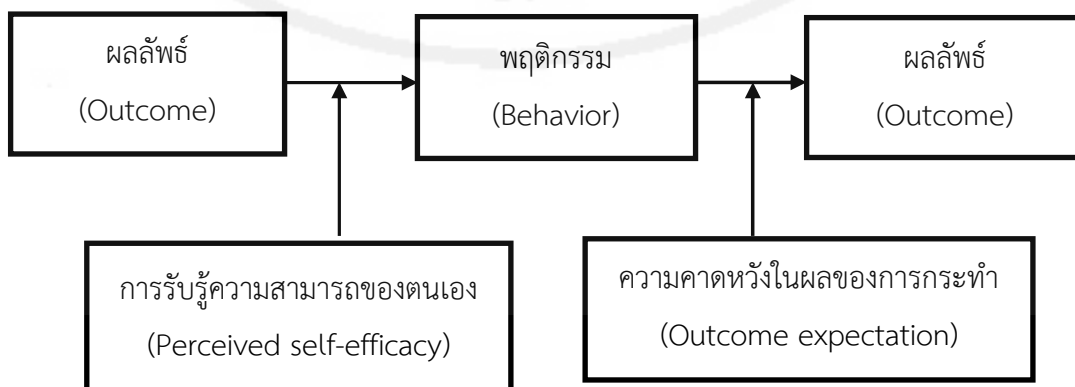 ผลลัพธ์
(Outcome)
พฤติกรรม
(Behavior)
ผลลัพธ์
(Outcome)
การรับรู้ความสามารถของตนเอง
(Perceived self-efficacy)
ความคาดหวังในผลของการกระทำ
(Outcome expectation)